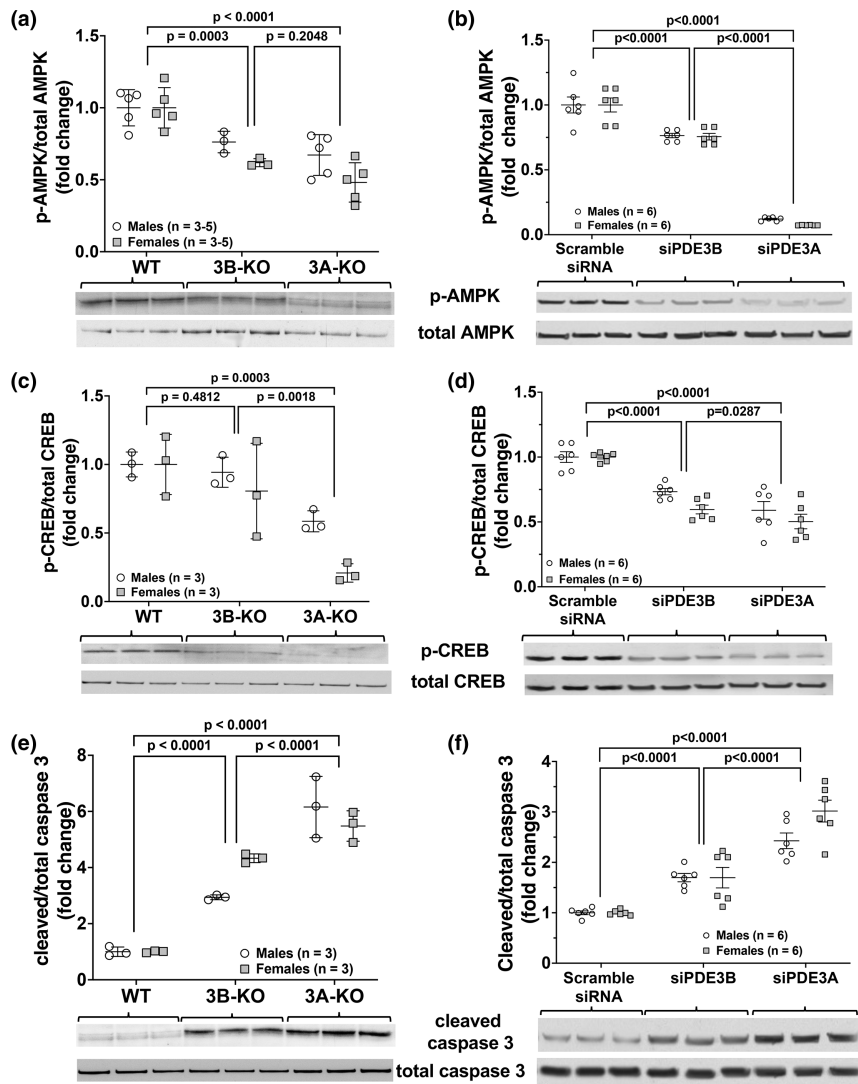 (a)
p < 0.0001
p = 0.0003
p = 0.2048
p-AMPK/total AMPK
(fold change)
1.5
1.0
0.5
0.0
Males (n = 3-5)
Females (n = 3-5)
WT
3B-KO
3A-KO
(b)
p<0.0001
p<0.0001
p<0.0001
p-AMPK/total AMPK
(fold change)
1.5
1.0
0.5
0.0
Males (n = 6)
Females (n = 6)
Scramble
siRNA
siPDE3B
siPDE3A
p-AMPK
total AMPK
(c)
p = 0.0003
p = 0.4812
p = 0.0018
p-CREB/total CREB
(fold change)
1.5
1.0
0.5
0.0
Males (n = 3)
Females (n = 3)
WT
3B-KO
3A-KO
(d)
p<0.0001
p<0.0001
p=0.0287
p-CREB/total CREB
(fold change)
1.5
1.0
0.5
0.0
Males (n = 6)
Females (n = 6)
Scramble
siRNA
siPDE3B
siPDE3A
p-CREB
total CREB
(e)
p < 0.0001
p < 0.0001
p < 0.0001
cleaved/total caspase 3
(fold change)
8
6
4
2
0
Males (n = 3)
Females (n = 3)
WT
3B-KO
3A-KO
(f)
p<0.0001
p<0.0001
p<0.0001
Cleaved/total caspase 3
(fold change)
4
3
2
1
0
Males (n = 6)
Females (n = 6)
Scramble
siRNA
siPDE3B
siPDE3A
cleaved
caspase 3
total caspase 3